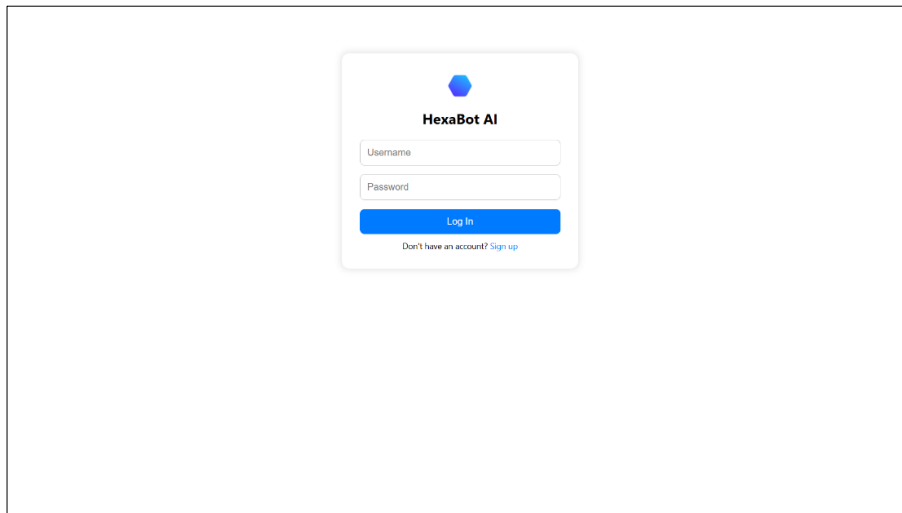 HexaBot AI
Username
Password
Log In
Don't have an account? Sign up